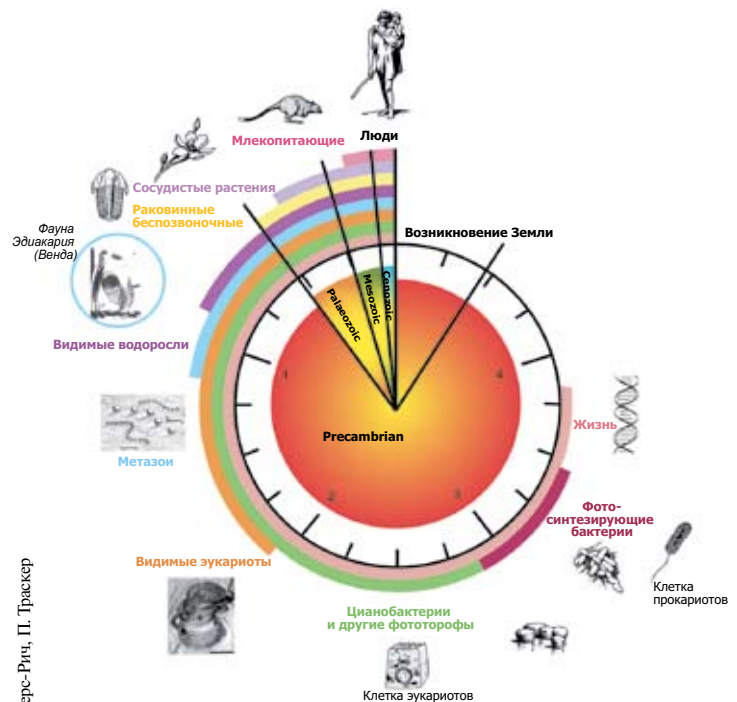 Млекопитающие
Люди
Сосудистые растения
Раковинные
беспозвоночные
Фауна
Эдиакария
(Венда)
Возникновение Земли
Palaeozoic
Mesozoic
Cenozoic
Видимые водоросли
1
4
Precambrian
Жизнь
Метазои
2
3
Фото-
синтезирующие
бактерии
Видимые эукариоты
Клетка
прокариотов
Цианобактерии
и другие фототорофы
Клетка эукариотов
ерс-Рич, П. Траскер